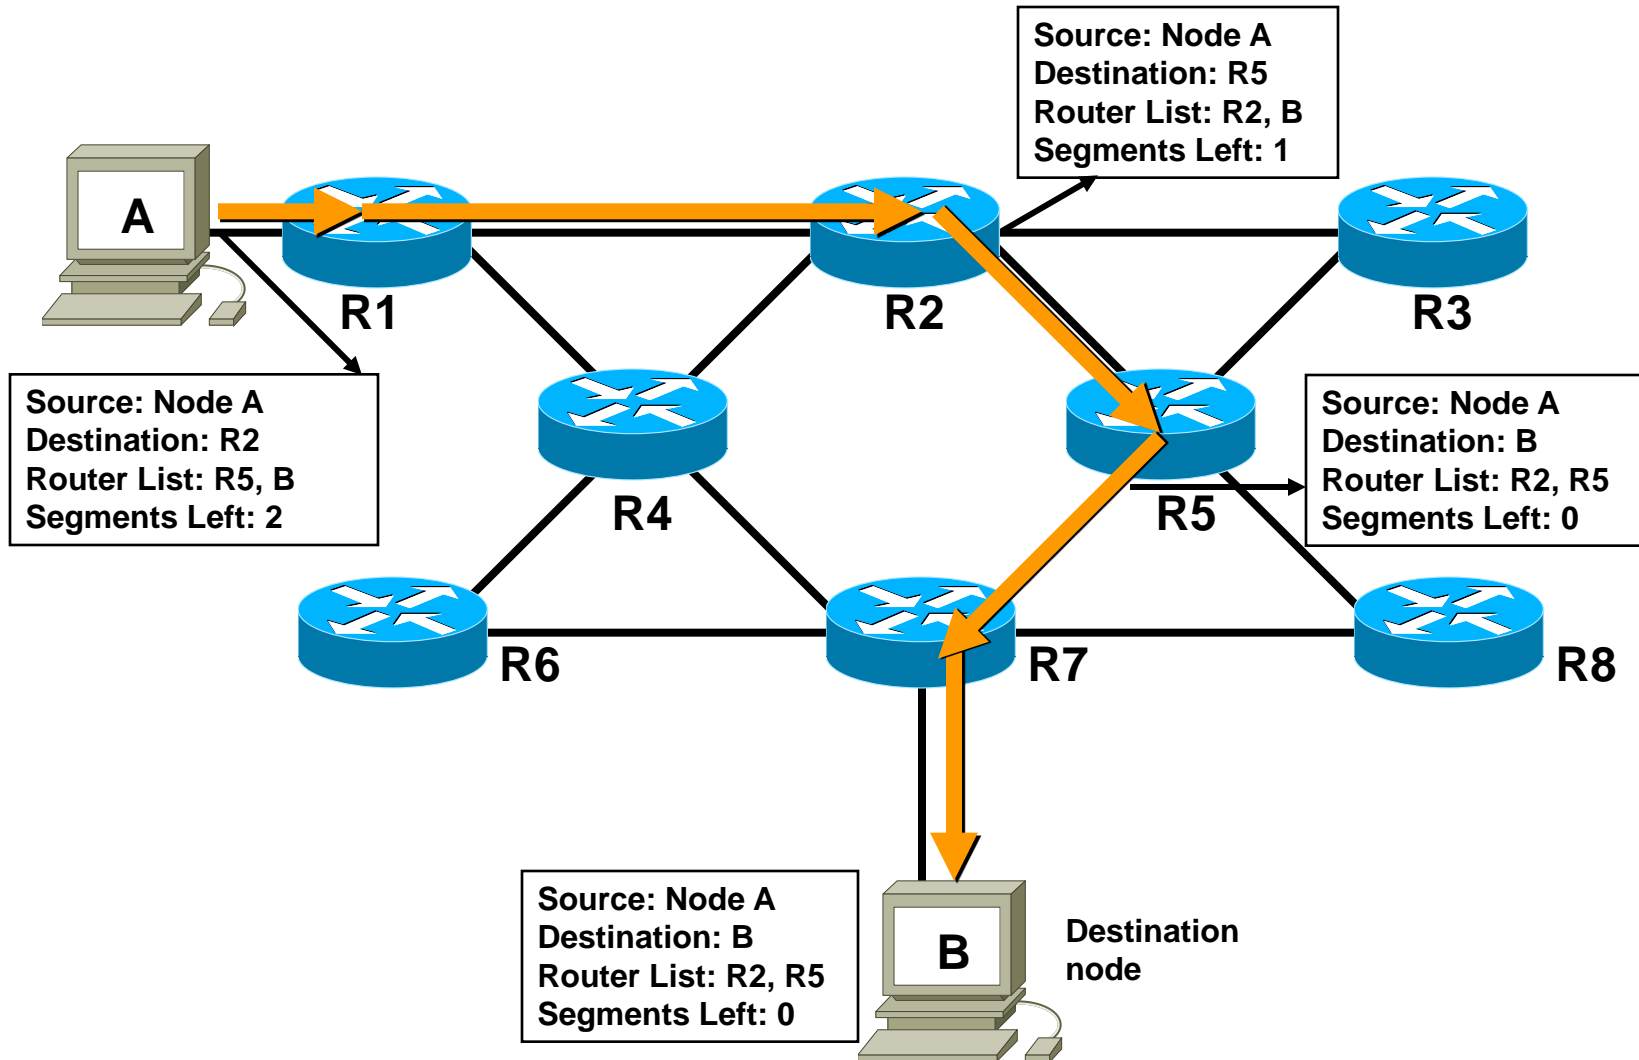 Source: Node A
Destination: R5
Router List: R2, B
Segments Left: 1
A
R1
R2
R3
Source: Node A
Destination: R2
Router List: R5, B
Segments Left: 2
R4
R5
Source: Node A
Destination: B
Router List: R2, R5
Segments Left: 0
R6
R7
R8
Source: Node A
Destination: B
Router List: R2, R5
Segments Left: 0
B
Destination
node